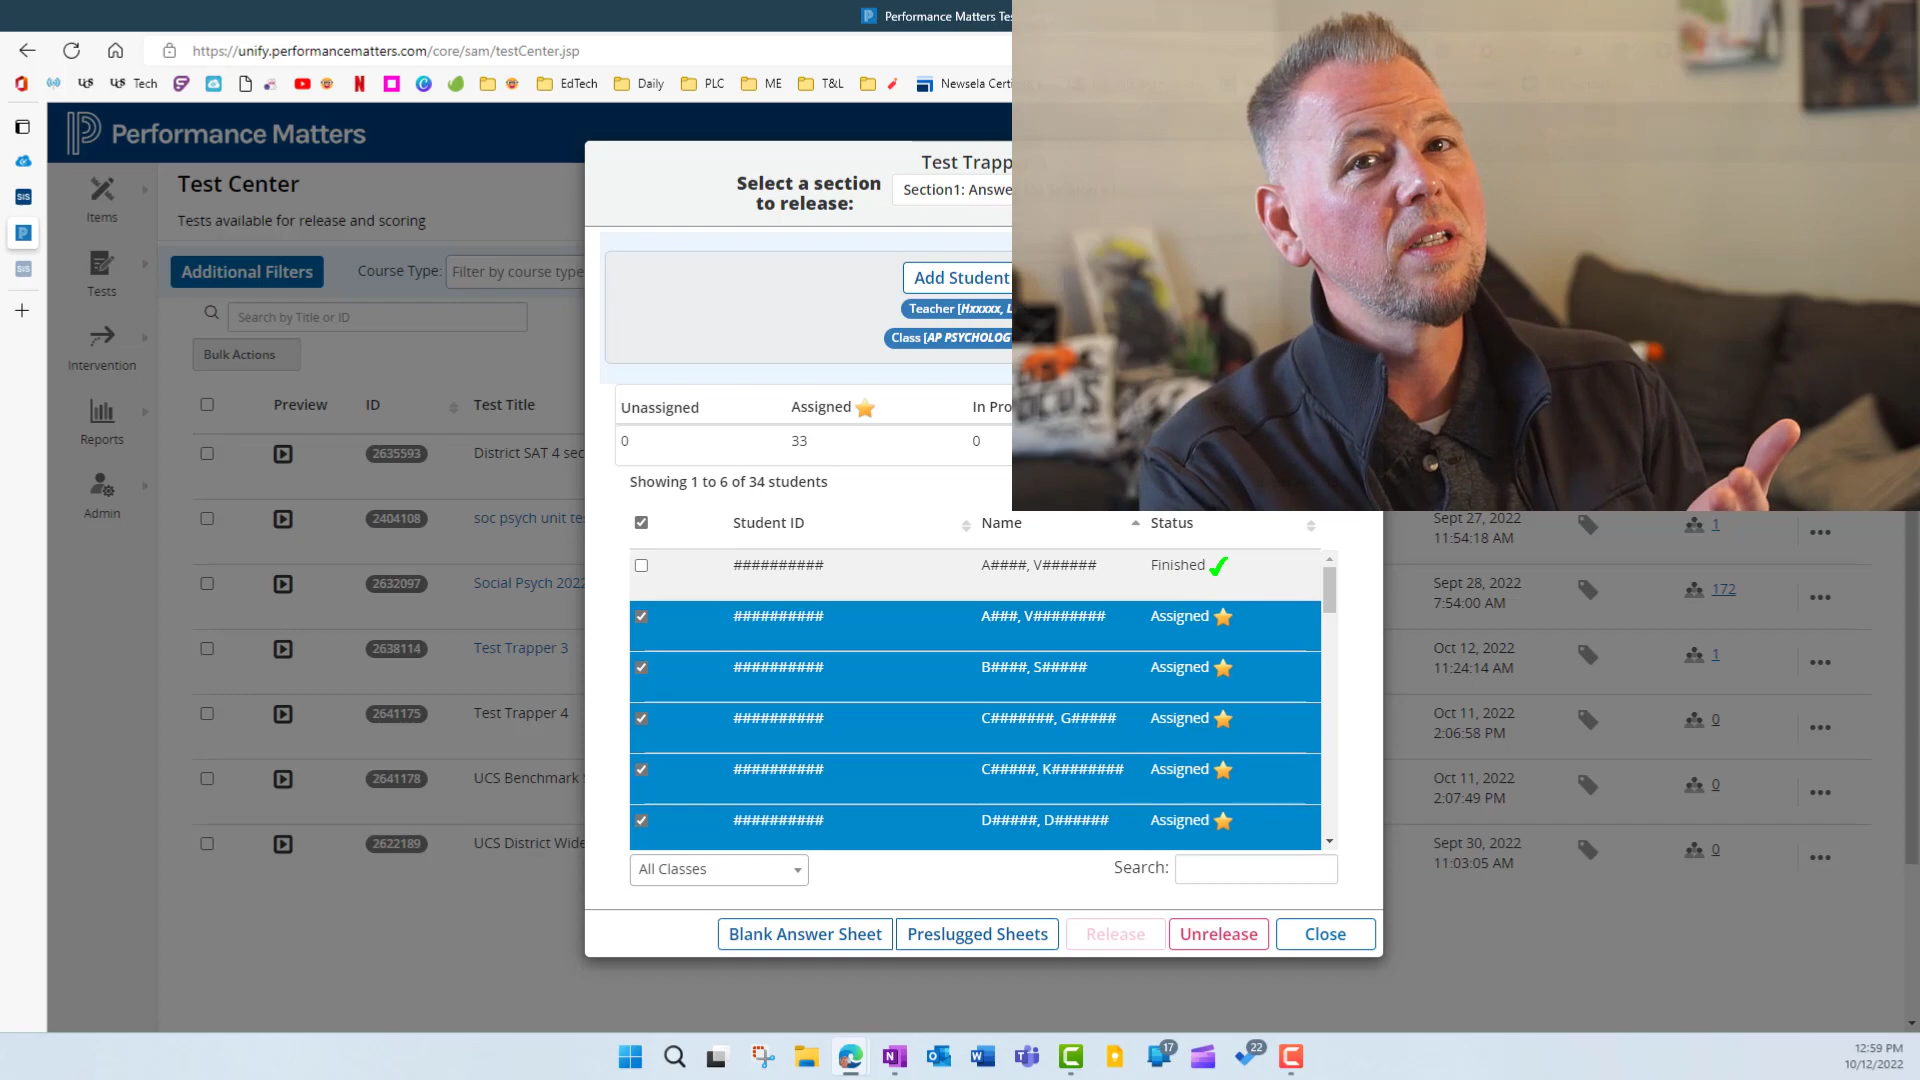 Performance Matters Tes
https://unify.performancematters.com/core/sam/testCenter.jsp
UCS UCS Tech EdTech Daily PLC ME T&L Newsela Certi
Performance Matters
Test Center
Tests available for release and scoring
Additional Filters Course Type: Filter by course type
Search by Title or ID
Bulk Actions
Items
Tests
Intervention
Reports
Admin
SIS
SIS
Preview ID Test Title
2635593 District SAT 4 sec
2404108 soc psych unit te
2632097 Social Psych 2022
2638114 Test Trapper 3
2641175 Test Trapper 4
2641178 UCS Benchmark
2622189 UCS District Wide
Test Trapp
Select a section
to release:
Section1: Answe
Add Student
Teacher [Hxxxxx, L
Class [AP PSYCHOLOG
Unassigned Assigned In Pro
0 33 0
Showing 1 to 6 of 34 students
Student ID Name Status
########## A####, V###### Finished
########## A###, V######## Assigned
########## B####, S##### Assigned
########## C#######, G##### Assigned
########## C#####, K######## Assigned
########## D#####, D###### Assigned
All Classes Search:
Blank Answer Sheet Preslugged Sheets Release Unrelease Close
Sept 27, 2022
11:54:18 AM
1
Sept 28, 2022
7:54:00 AM
172
Oct 12, 2022
11:24:14 AM
1
Oct 11, 2022
2:06:58 PM
0
Oct 11, 2022
2:07:49 PM
0
Sept 30, 2022
11:03:05 AM
0
17
22
12:59 PM
10/12/2022